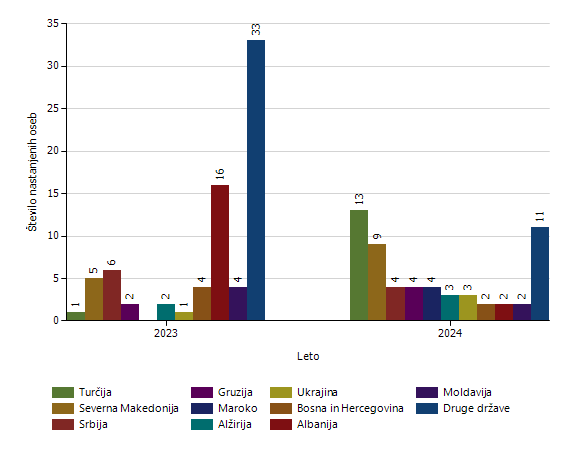 35
30
25
20
15
10
5
0
Število nastanjenih oseb
1
5
6
2
2
1
4
16
4
33
13
9
4
4
4
3
3
2
2
2
11
2023
2024
Leto
Turčija
Gruzija
Ukrajina
Moldavija
Severna Makedonija
Maroko
Bosna in Hercegovina
Druge države
Srbija
Alžirija
Albanija